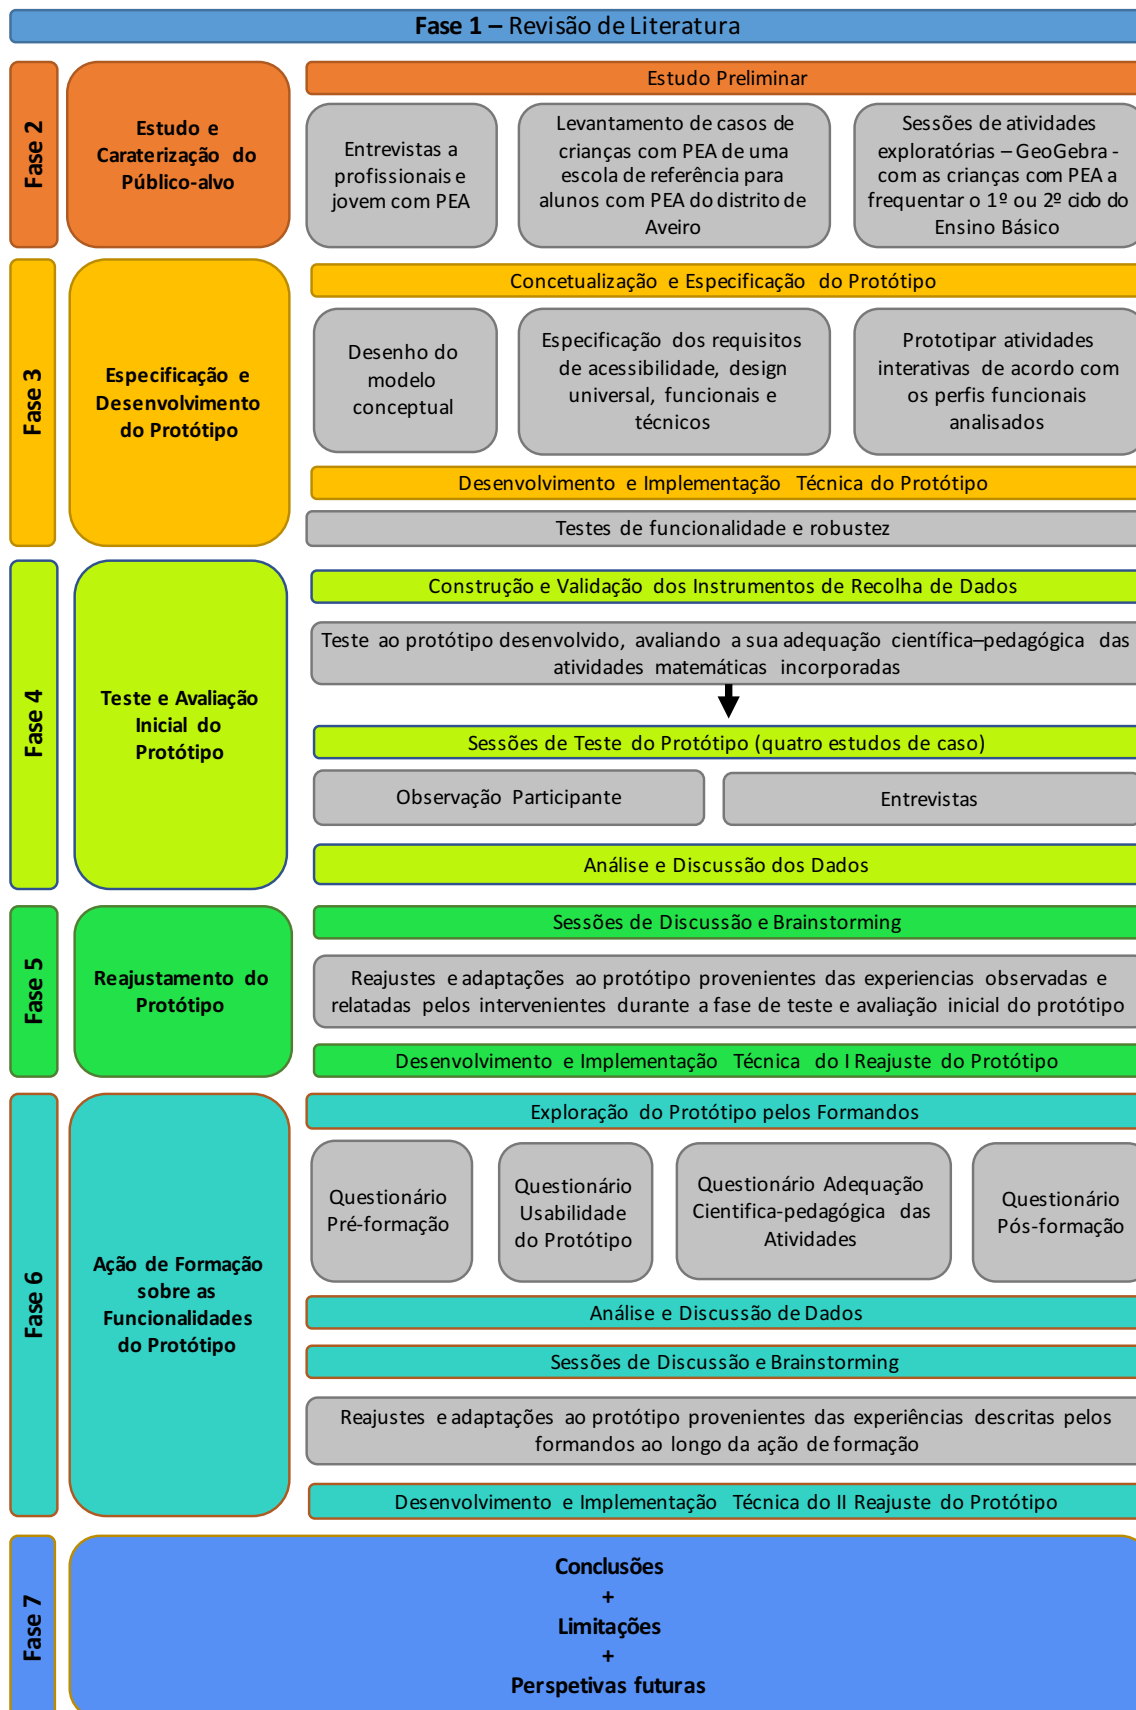 Fase 1 – Revisão de Literatura
Fase 2
Estudo e
Caraterização do
Público-alvo
Estudo Preliminar
Entrevistas a
profissionais e
jovem com PEA
Levantamento de casos de
crianças com PEA de uma
escola de referência para
alunos com PEA do distrito de
Aveiro
Sessões de atividades
exploratórias – GeoGebra -
com as crianças com PEA a
frequentar o 1º ou 2º ciclo do
Ensino Básico
Fase 3
Especificação e
Desenvolvimento
do Protótipo
Concetualização e Especificação do Protótipo
Desenho do
modelo
conceptual
Especificação dos requisitos
de acessibilidade, design
universal, funcionais e
técnicos
Prototipar atividades
interativas de acordo com
os perfis funcionais
analisados
Desenvolvimento e Implementação Técnica do Protótipo
Testes de funcionalidade e robustez
Fase 4
Teste e Avaliação
Inicial do
Protótipo
Construção e Validação dos Instrumentos de Recolha de Dados
Teste ao protótipo desenvolvido, avaliando a sua adequação científica–pedagógica das
atividades matemáticas incorporadas
Sessões de Teste do Protótipo (quatro estudos de caso)
Observação Participante
Entrevistas
Análise e Discussão dos Dados
Fase 5
Reajustamento do
Protótipo
Sessões de Discussão e Brainstorming
Reajustes e adaptações ao protótipo provenientes das experiencias observadas e
relatadas pelos intervenientes durante a fase de teste e avaliação inicial do protótipo
Desenvolvimento e Implementação Técnica do I Reajuste do Protótipo
Fase 6
Ação de Formação
sobre as
Funcionalidades
do Protótipo
Exploração do Protótipo pelos Formandos
Questionário
Pré-formação
Questionário
Usabilidade
do Protótipo
Questionário Adequação
Cientifica-pedagógica das
Atividades
Questionário
Pós-formação
Análise e Discussão de Dados
Sessões de Discussão e Brainstorming
Reajustes e adaptações ao protótipo provenientes das experiências descritas pelos
formandos ao longo da ação de formação
Desenvolvimento e Implementação Técnica do II Reajuste do Protótipo
Fase 7
Conclusões
+
Limitações
+
Perspetivas futuras